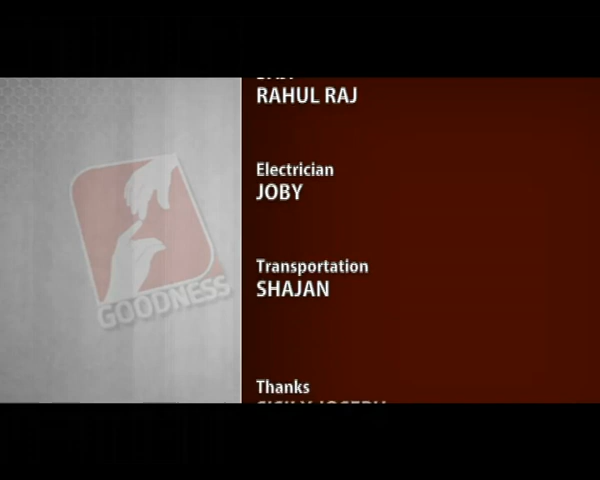 RAHUL RAJ
Electrician
JOBY
Transportation
SHAJAN
Thanks
GOODNESS